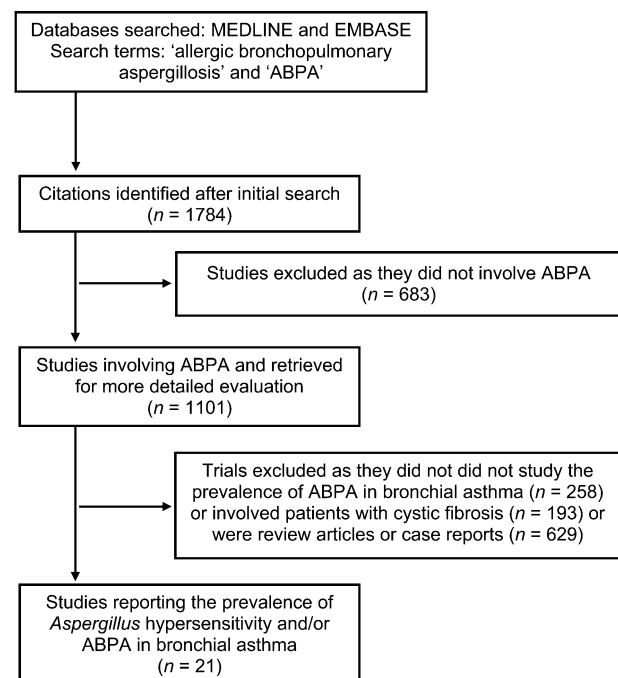 Databases searched: MEDLINE and EMBASE
Search terms: ‘allergic bronchopulmonary
aspergillosis’ and ‘ABPA’
Citations identified after initial search
(n = 1784)
Studies excluded as they did not involve ABPA
(n = 683)
Studies involving ABPA and retrieved
for more detailed evaluation
(n = 1101)
Trials excluded as they did not did not study the
prevalence of ABPA in bronchial asthma (n = 258)
or involved patients with cystic fibrosis (n = 193) or
were review articles or case reports (n = 629)
Studies reporting the prevalence of
Aspergillus hypersensitivity and/or
ABPA in bronchial asthma
(n = 21)